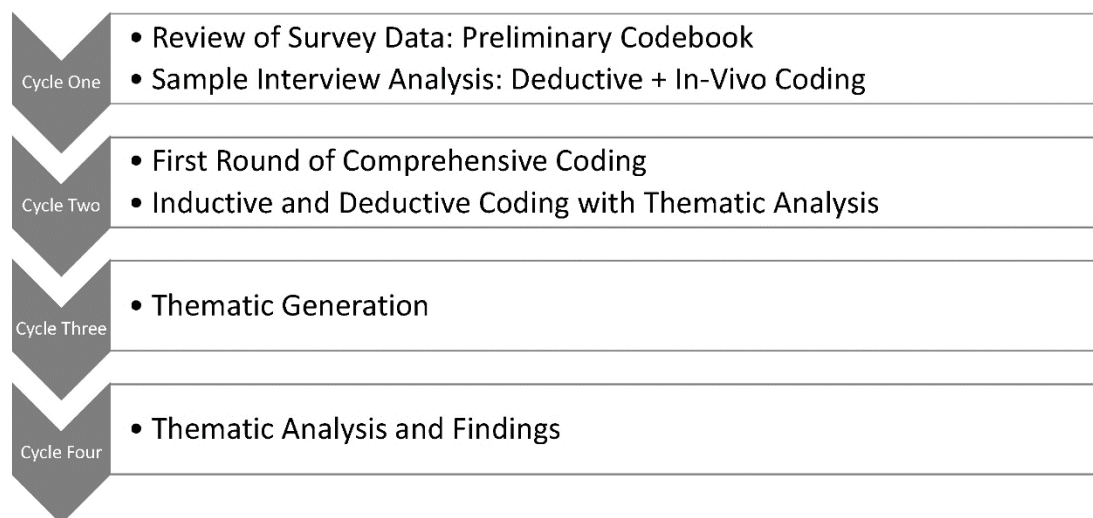 Cycle One
• Review of Survey Data: Preliminary Codebook
• Sample Interview Analysis: Deductive + In-Vivo Coding
Cycle Two
• First Round of Comprehensive Coding
• Inductive and Deductive Coding with Thematic Analysis
Cycle Three
• Thematic Generation
Cycle Four
• Thematic Analysis and Findings